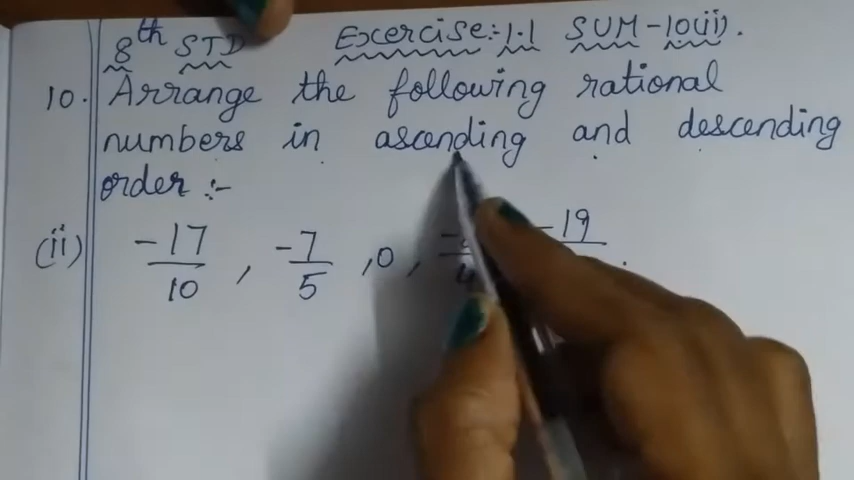 8th STD Exercise:- 1.1 SUM-10(ii).
10. Arrange the following rational
numbers in ascending and descending
order :-
(ii) -17/10, -7/5, 0, -19